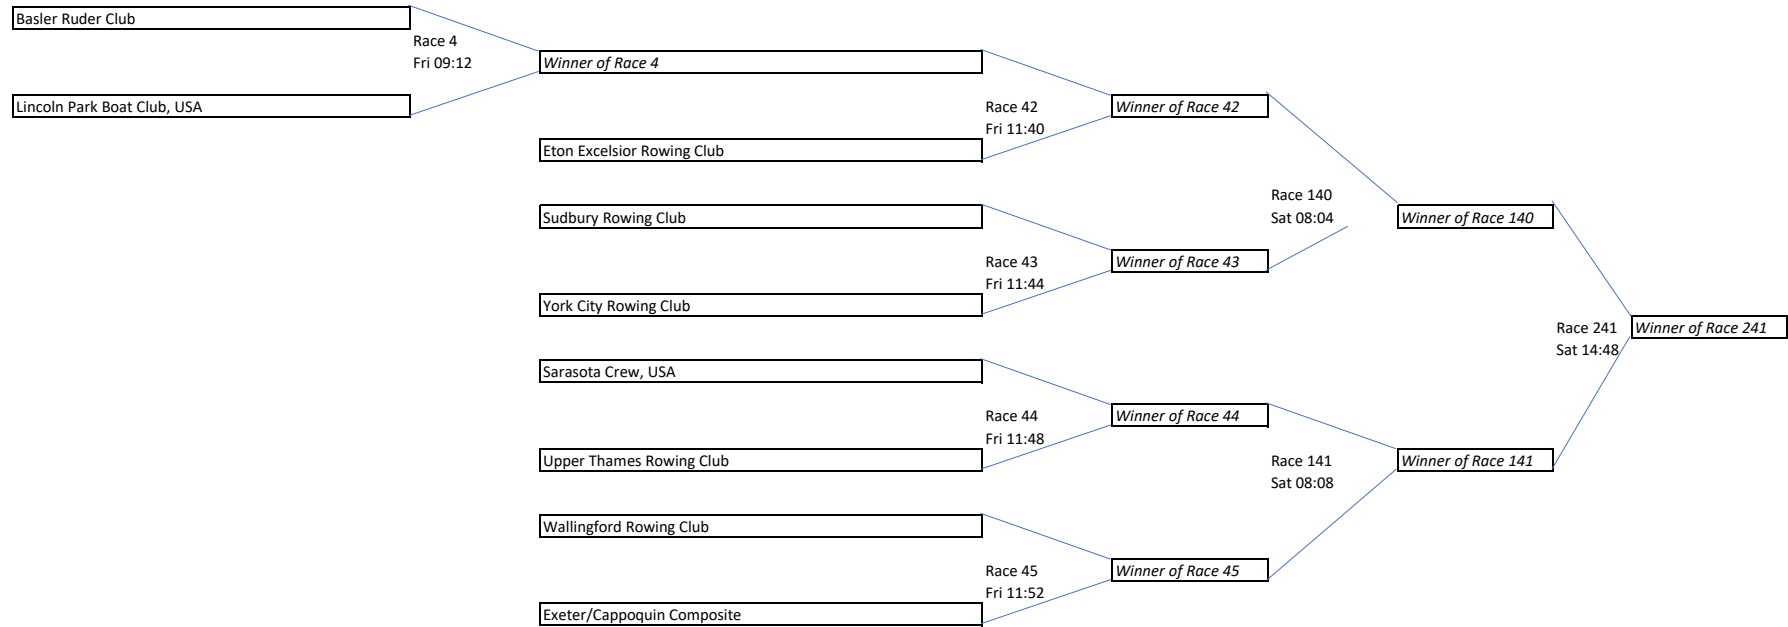 Basler Ruder Club
Race 4
Fri 09:12
Winner of Race 4
Lincoln Park Boat Club, USA
Race 42
Fri 11:40
Winner of Race 42
Eton Excelsior Rowing Club
Race 140
Sat 08:04
Winner of Race 140
Sudbury Rowing Club
Race 43
Fri 11:44
Winner of Race 43
York City Rowing Club
Race 241
Sat 14:48
Winner of Race 241
Sarasota Crew, USA
Race 44
Fri 11:48
Winner of Race 44
Upper Thames Rowing Club
Race 141
Sat 08:08
Winner of Race 141
Wallingford Rowing Club
Race 45
Fri 11:52
Winner of Race 45
Exeter/Cappoquin Composite